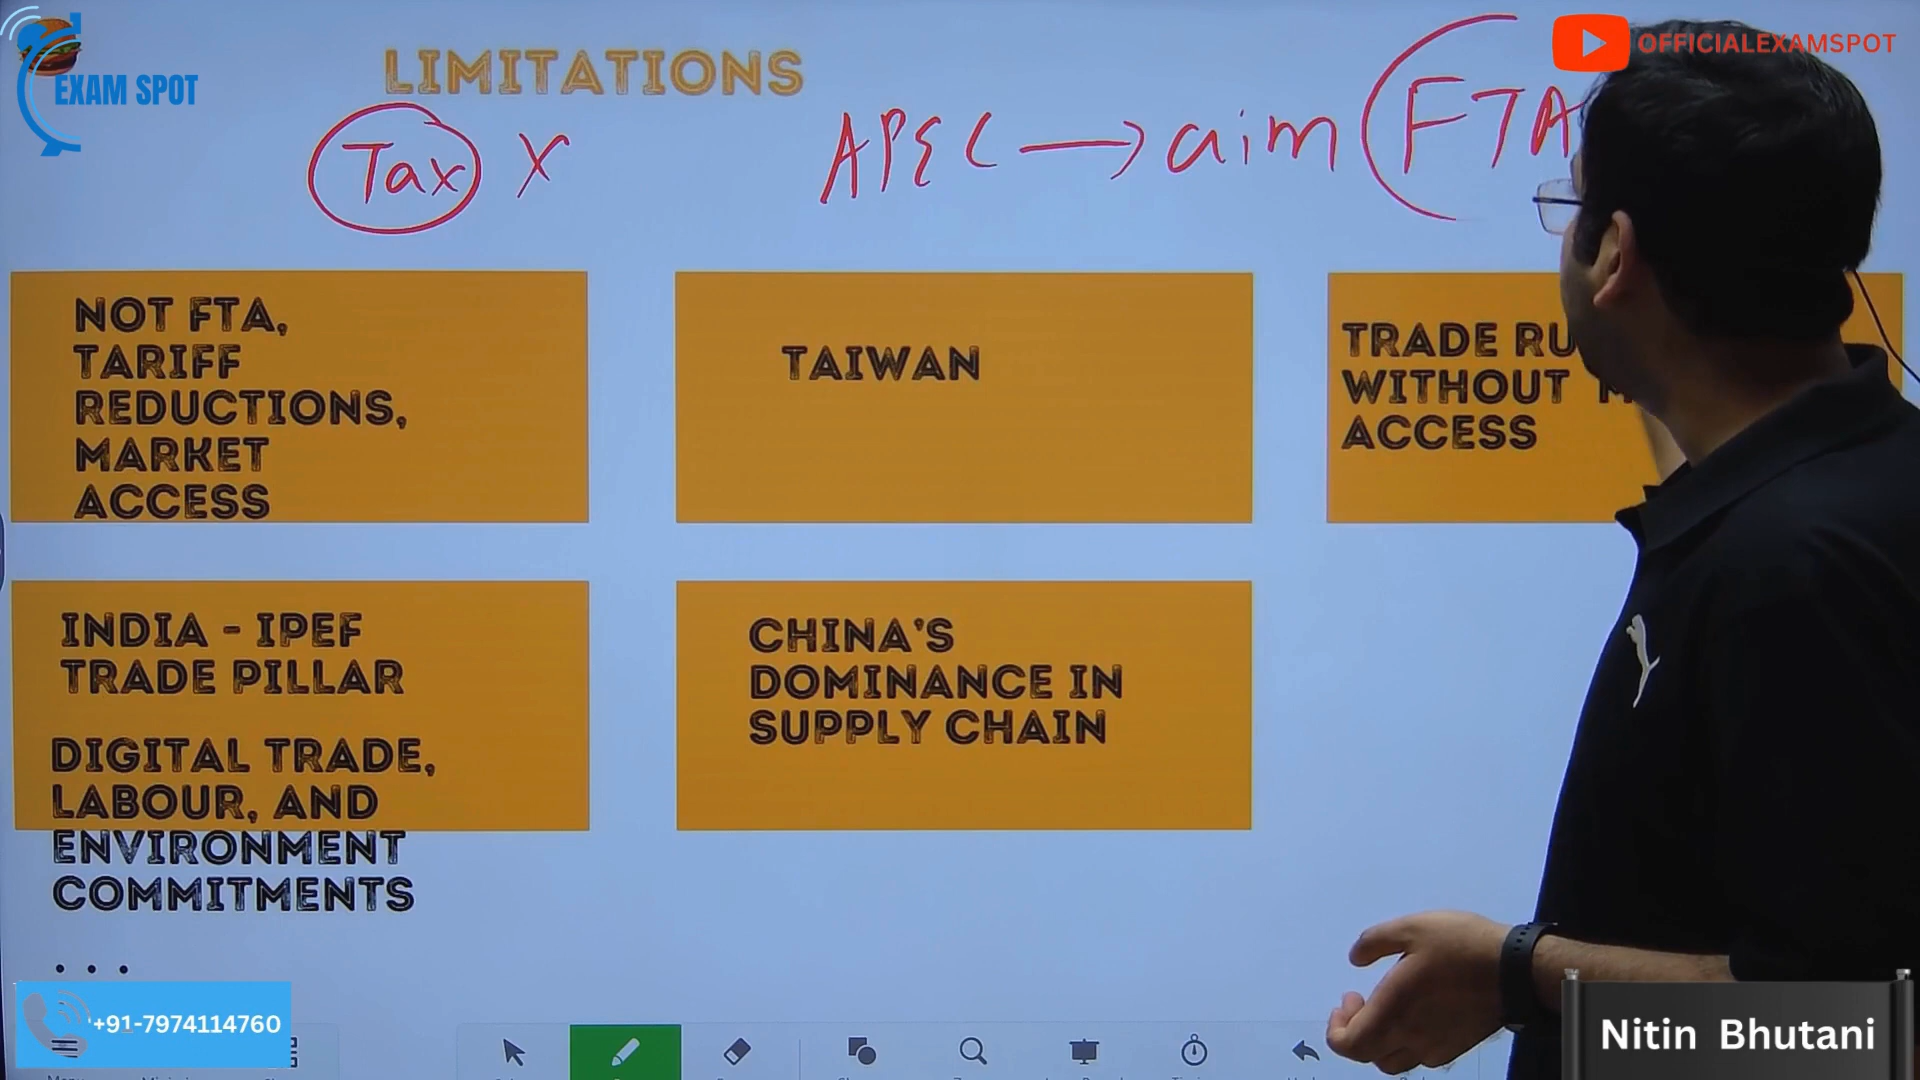 EXAM SPOT
LIMITATIONS
OFFICIALEXAMSPOT
Tax X
APEC → aim FTA
NOT FTA,
TARIFF
REDUCTIONS,
MARKET
ACCESS
TAIWAN
TRADE
WITHOUT
ACCESS
INDIA - IPEF
TRADE PILLAR
DIGITAL TRADE,
LABOUR, AND
ENVIRONMENT
COMMITMENTS
CHINA'S
DOMINANCE IN
SUPPLY CHAIN
...
+91-7974114760
Nitin Bhutani